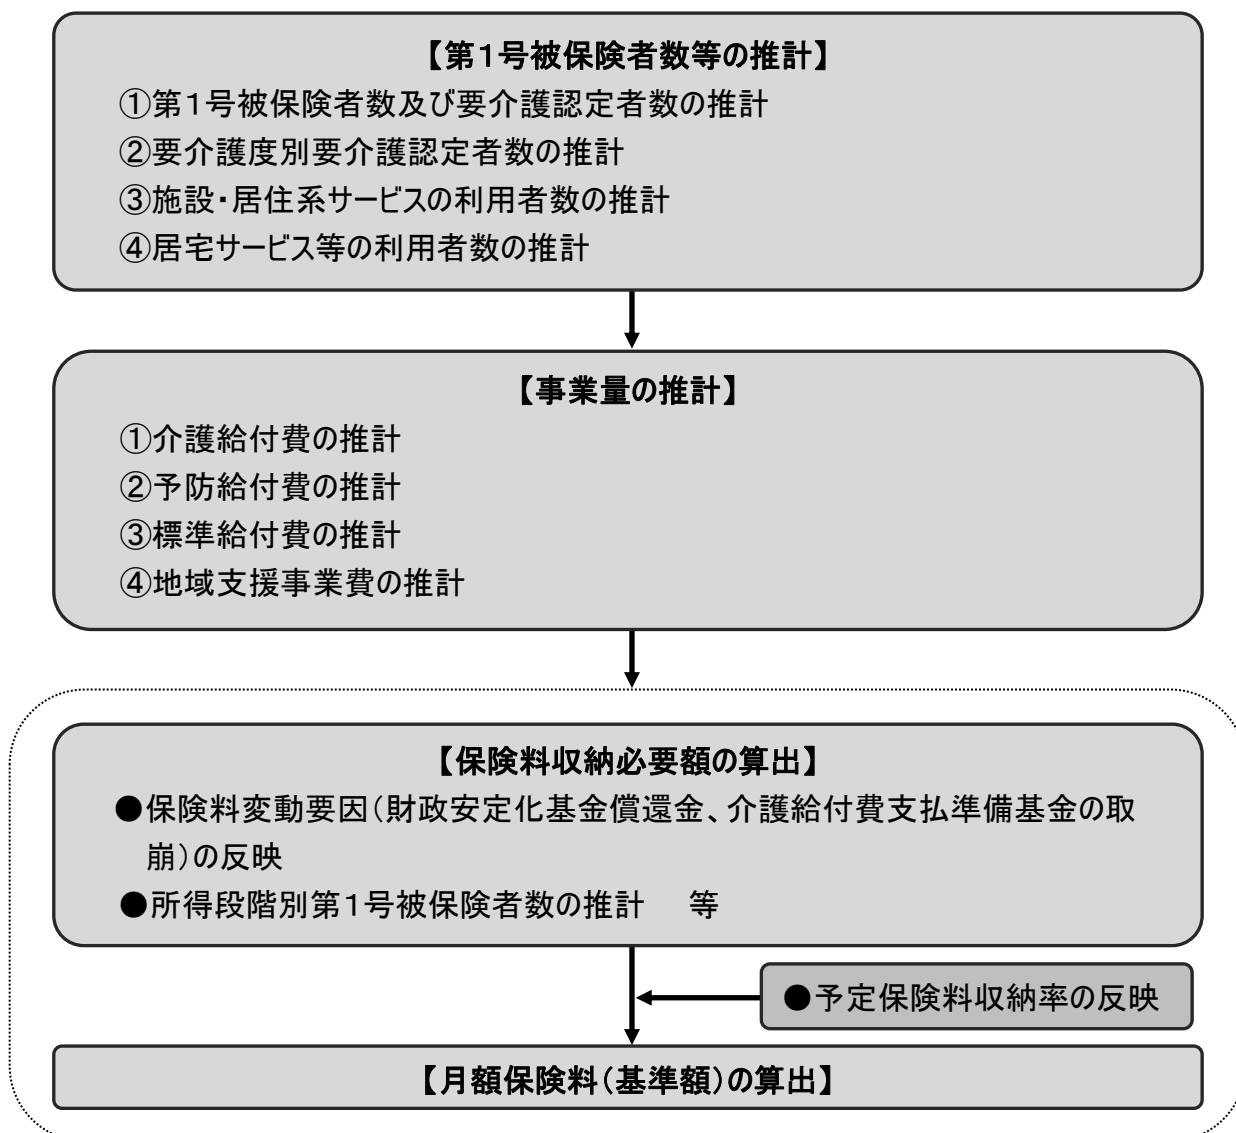 【第1号被保険者数等の推計】
①第1号被保険者数及び要介護認定者数の推計
②要介護度別要介護認定者数の推計
③施設・居住系サービスの利用者数の推計
④居宅サービス等の利用者数の推計
【事業量の推計】
①介護給付費の推計
②予防給付費の推計
③標準給付費の推計
④地域支援事業費の推計
【保険料収納必要額の算出】
●保険料変動要因(財政安定化基金償還金、介護給付費支払準備基金の取
崩)の反映
●所得段階別第1号被保険者数の推計　等
●予定保険料収納率の反映
【月額保険料(基準額)の算出】